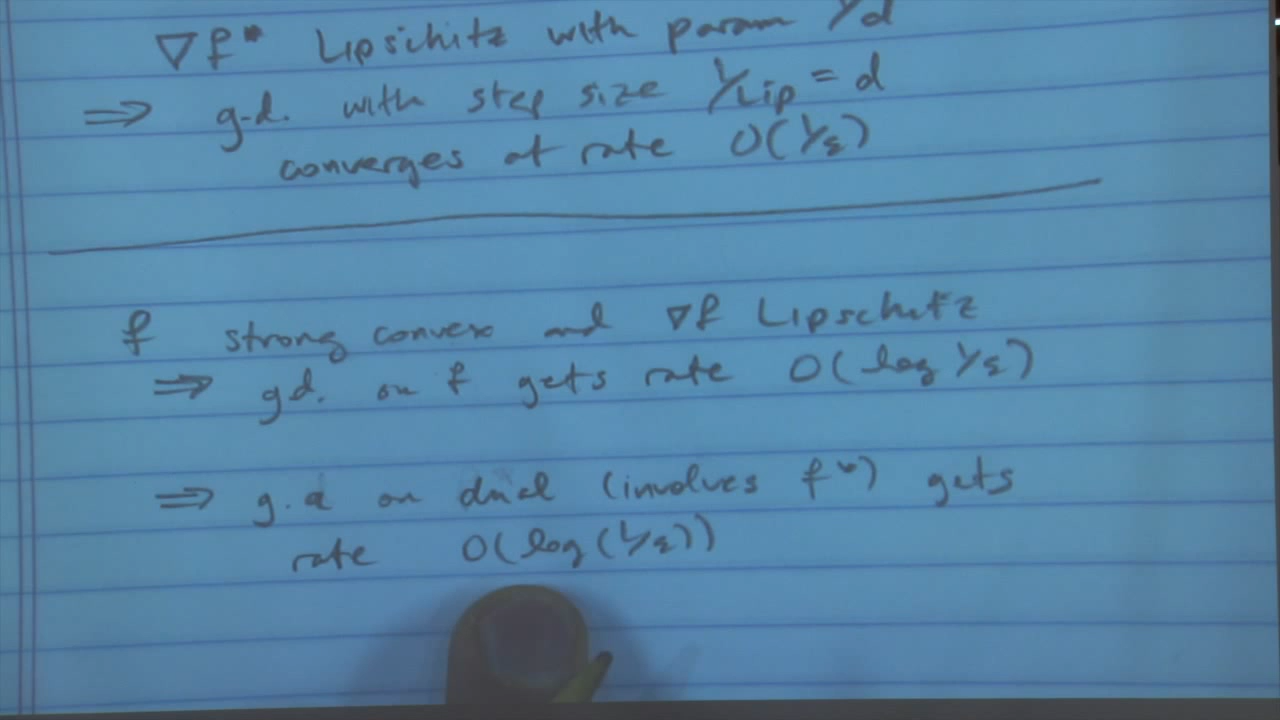 ∇f* Lipschitz with param 1/d
⇒ g.d. with step size 1/Lip = d
converges at rate O(1/ε)
f strong convex and ∇f Lipschitz
⇒ gd. on f gets rate O(log 1/ε)
⇒ g.a on dual (involves f*) gets
rate O(log(1/ε))